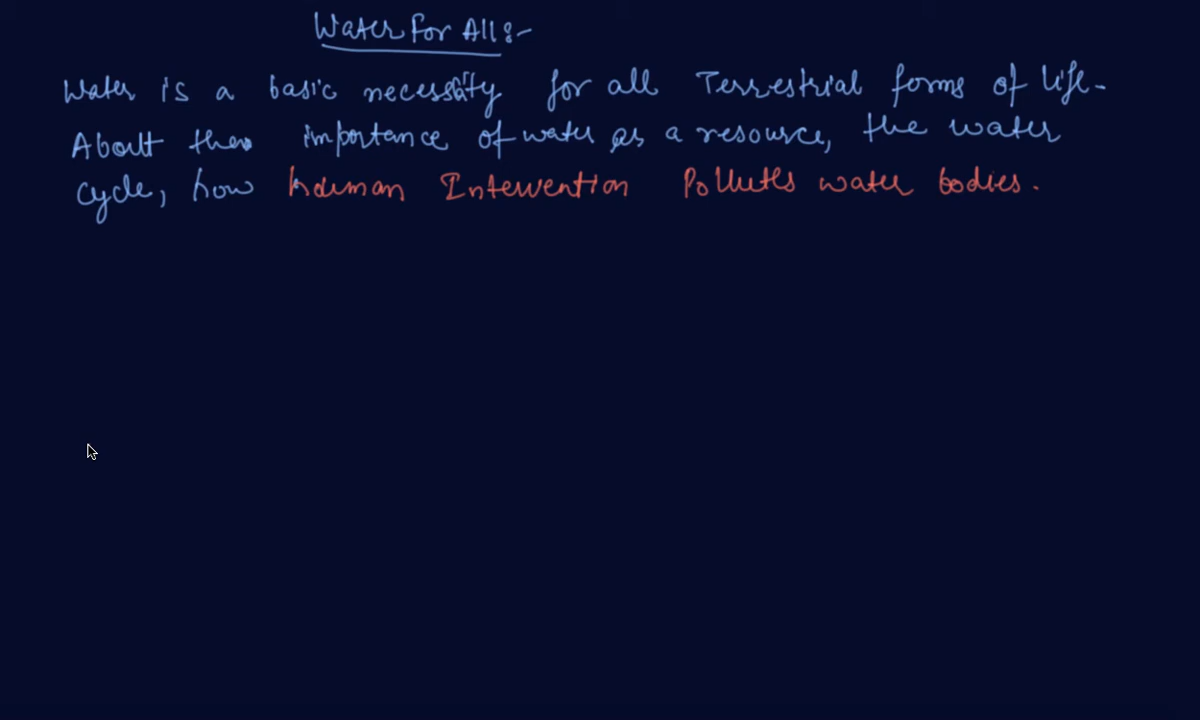 Water For All :-
Water is a basic necessity for all Terrestrial forms of life.
About the importance of water as a resource, the water
cycle, how human Intervention Pollutes water bodies.